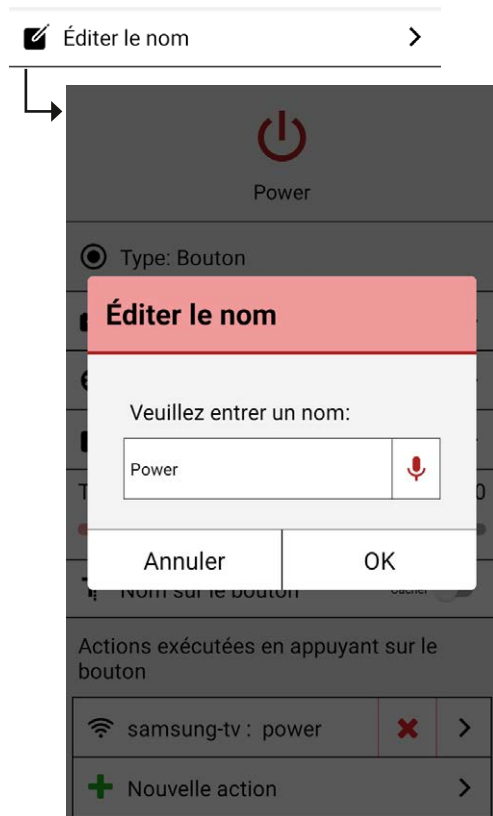 Éditer le nom
Power
Type: Bouton
Éditer le nom
Veuillez entrer un nom:
Power
Annuler
OK
Nom sur le bouton
Cacher
Actions exécutées en appuyant sur le
bouton
samsung-tv : power
Nouvelle action